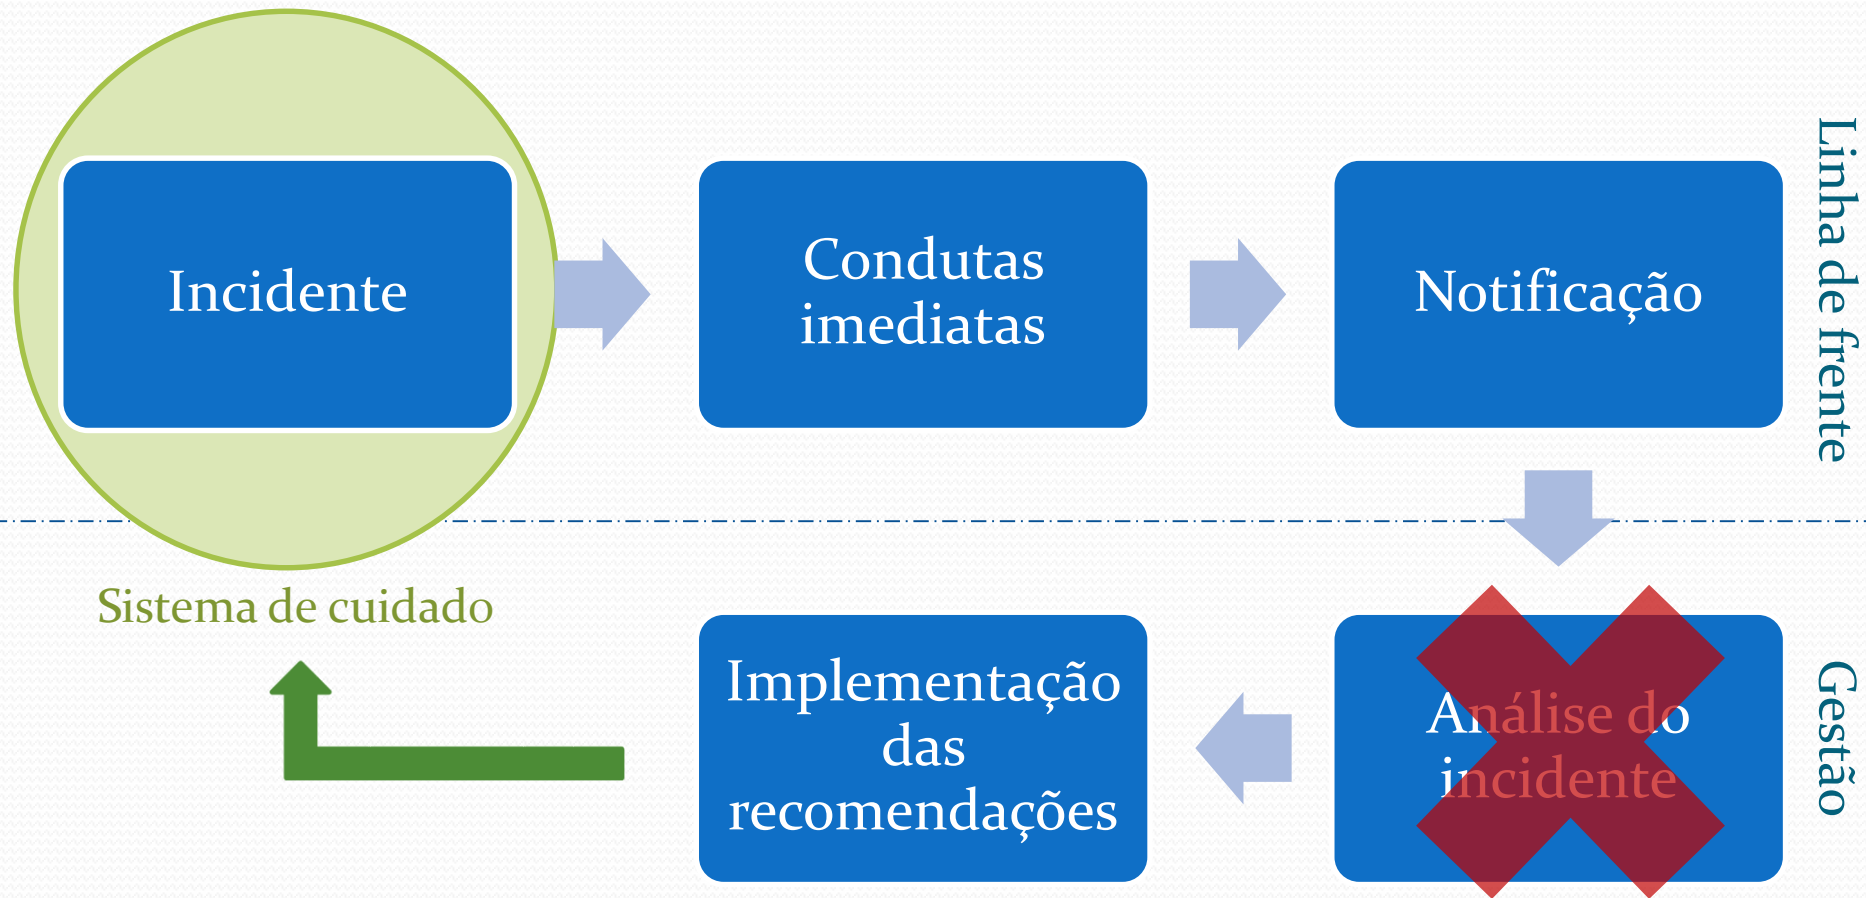 Incidente
Condutas
imediatas
Notificação
Linha de frente
Sistema de cuidado
Implementação
das
recomendações
Análise do
incidente
Gestão